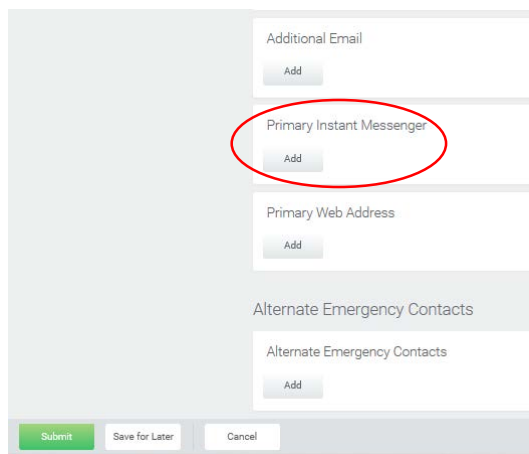 Additional Email
Add
Primary Instant Messenger
Add
Primary Web Address
Add
Alternate Emergency Contacts
Alternate Emergency Contacts
Add
Submit Save for Later Cancel